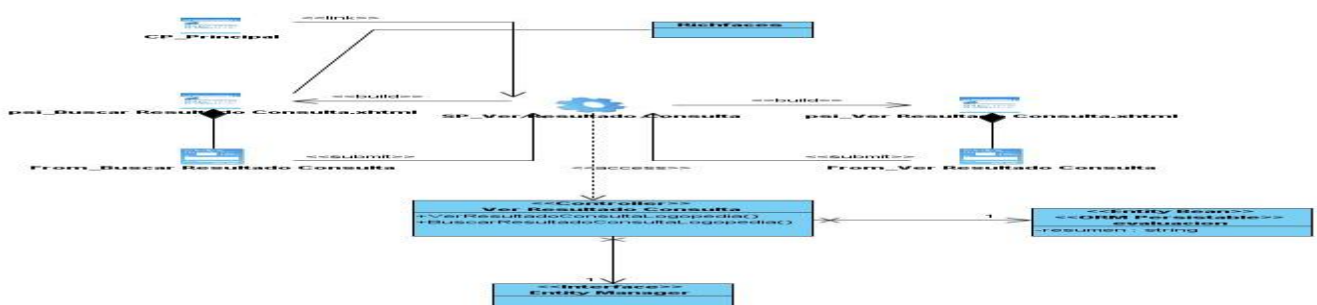 <<link>>
Richfaces
CP_Principal
<<build>>
<<build>>
psi_Buscar Resultado Consulta.xhtml
SP_Ver Resultado Consulta
psi_Ver Resultado Consulta.xhtml
<<submit>>
<<submit>>
From_Buscar Resultado Consulta
<<access>>
From_Ver Resultado Consulta
<<Controller>>
Ver Resultado Consulta
+VerResultadoConsultaLogopedia()
+BuscarResultadoConsultaLogopedia()
1
<<Entity Bean>>
<<ORM Persistable>>
evaluacion
-resumen : string
1
<<Interface>>
Entity Manager